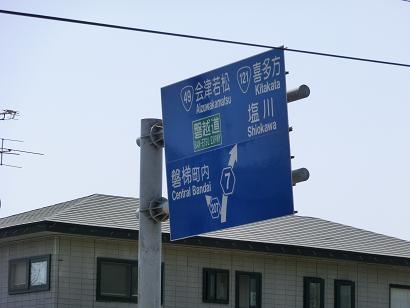 49 会津若松
Aizuwakamatsu
121 喜多方
Kitakata
磐越道
BAN-ETSU EXPWY
塩川
Shiokawa
磐梯町内
Central Bandai
207
7